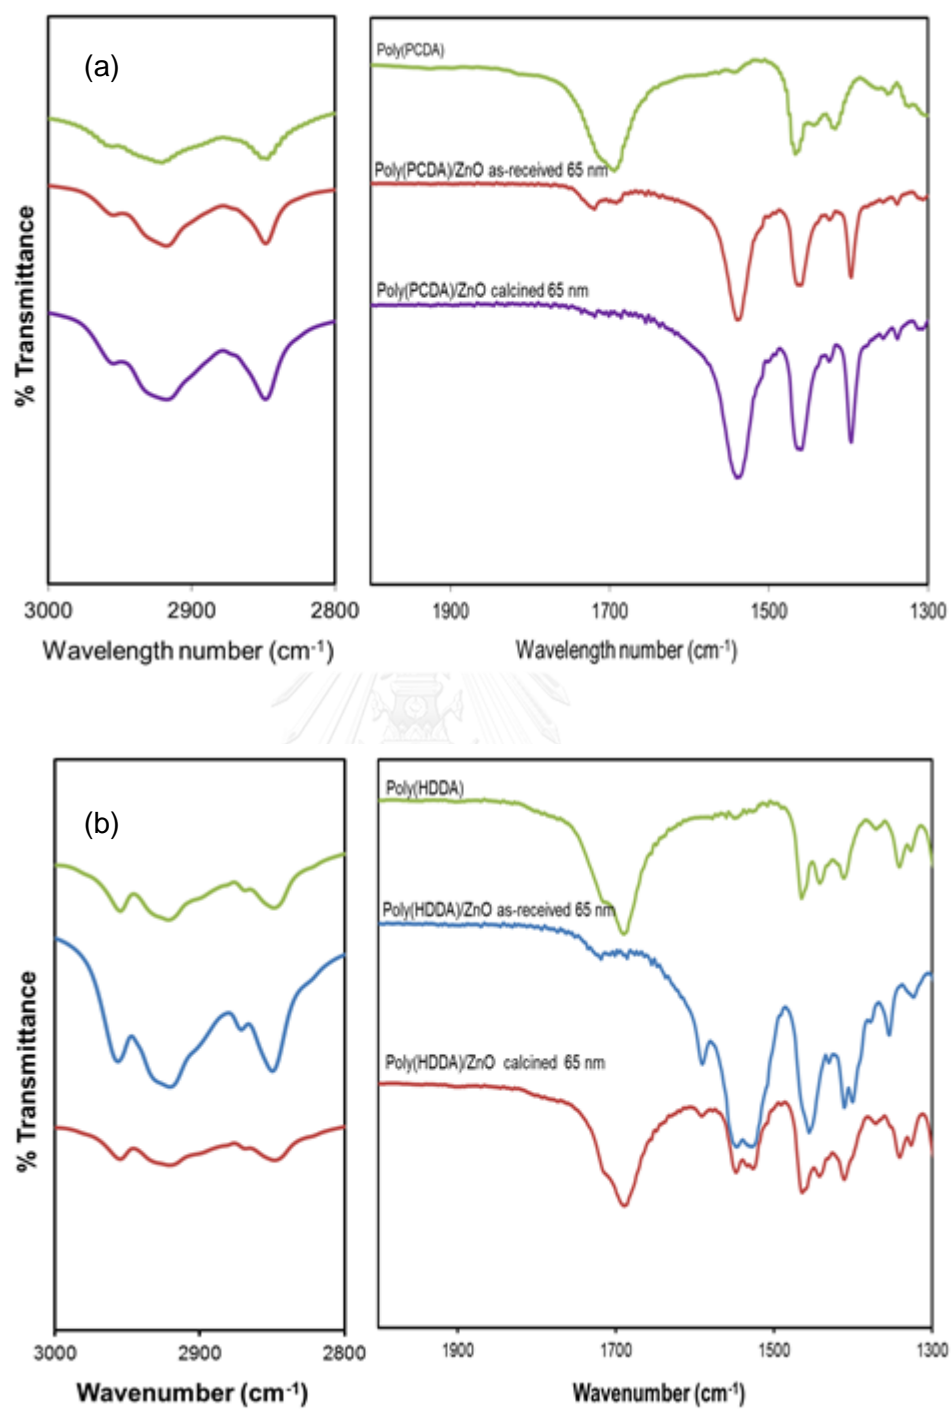 (a)
% Transmittance
Poly(PCDA)
Poly(PCDA)/ZnO as-received 65 nm
Poly(PCDA)/ZnO calcined 65 nm
3000 2900 2800
1900 1700 1500 1300
Wavelength number (cm-1)
Wavelength number (cm-1)
(b)
% Transmittance
Poly(HDDA)
Poly(HDDA)/ZnO as-received 65 nm
Poly(HDDA)/ZnO calcined 65 nm
3000 2900 2800
1900 1700 1500 1300
Wavenumber (cm-1)
Wavenumber (cm-1)